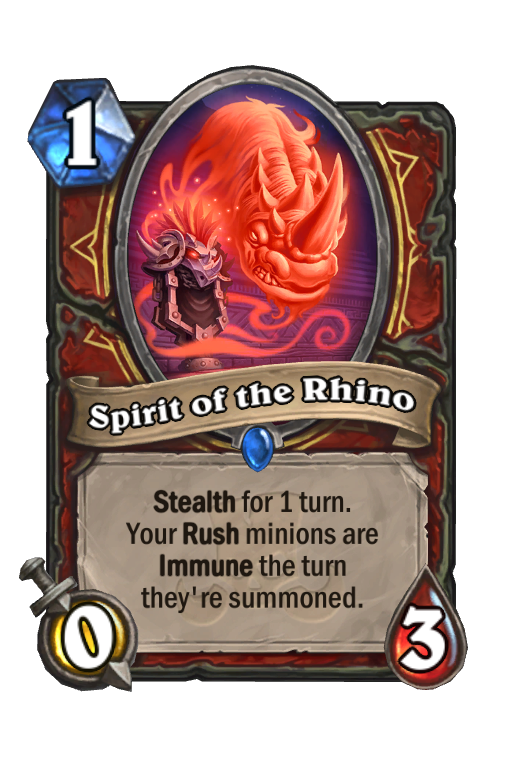 1
Spirit of the Rhino
Stealth for 1 turn.
Your Rush minions are
Immune the turn
they're summoned.
0
3